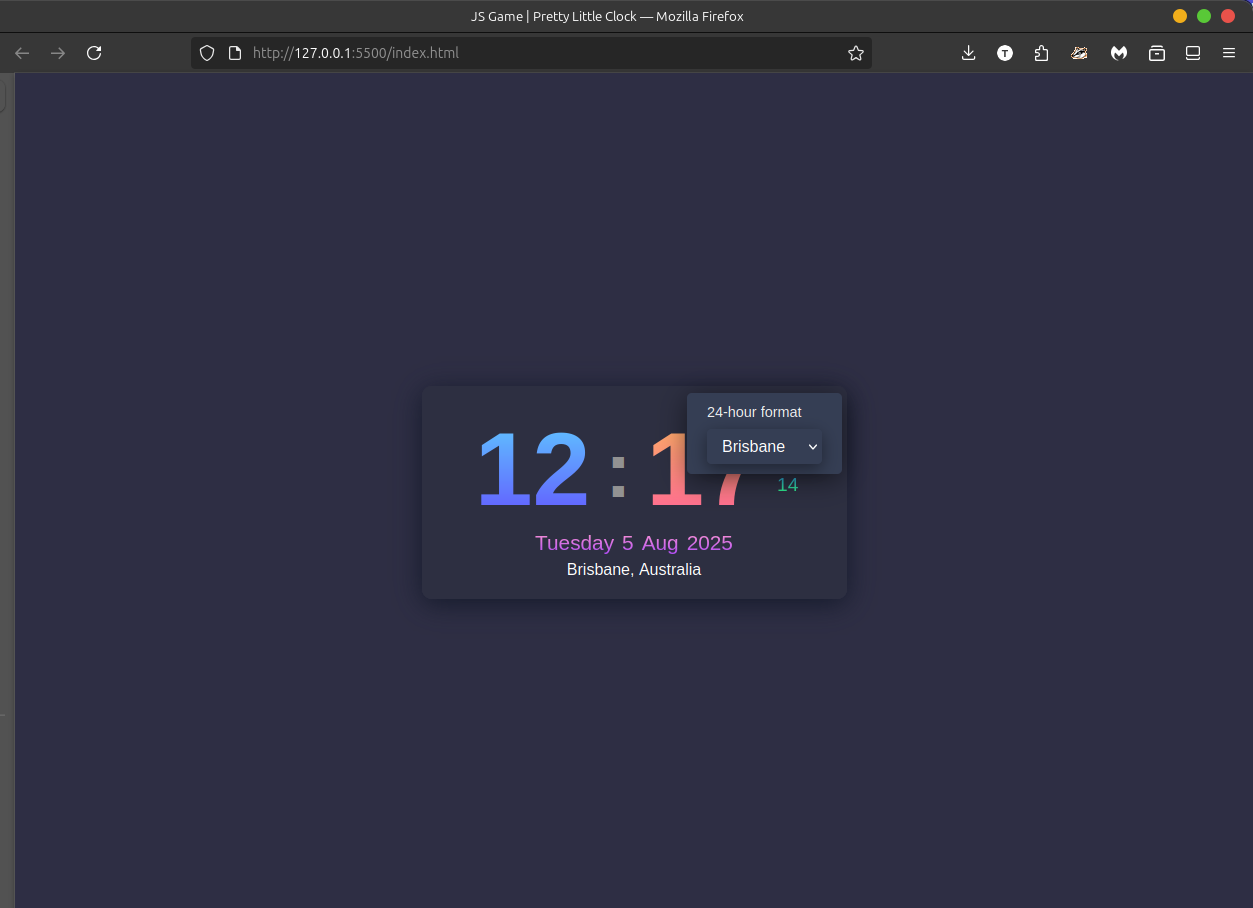 JS Game | Pretty Little Clock — Mozilla Firefox
http://127.0.0.1:5500/index.html
T
24-hour format
Brisbane
12:17
14
Tuesday 5 Aug 2025
Brisbane, Australia